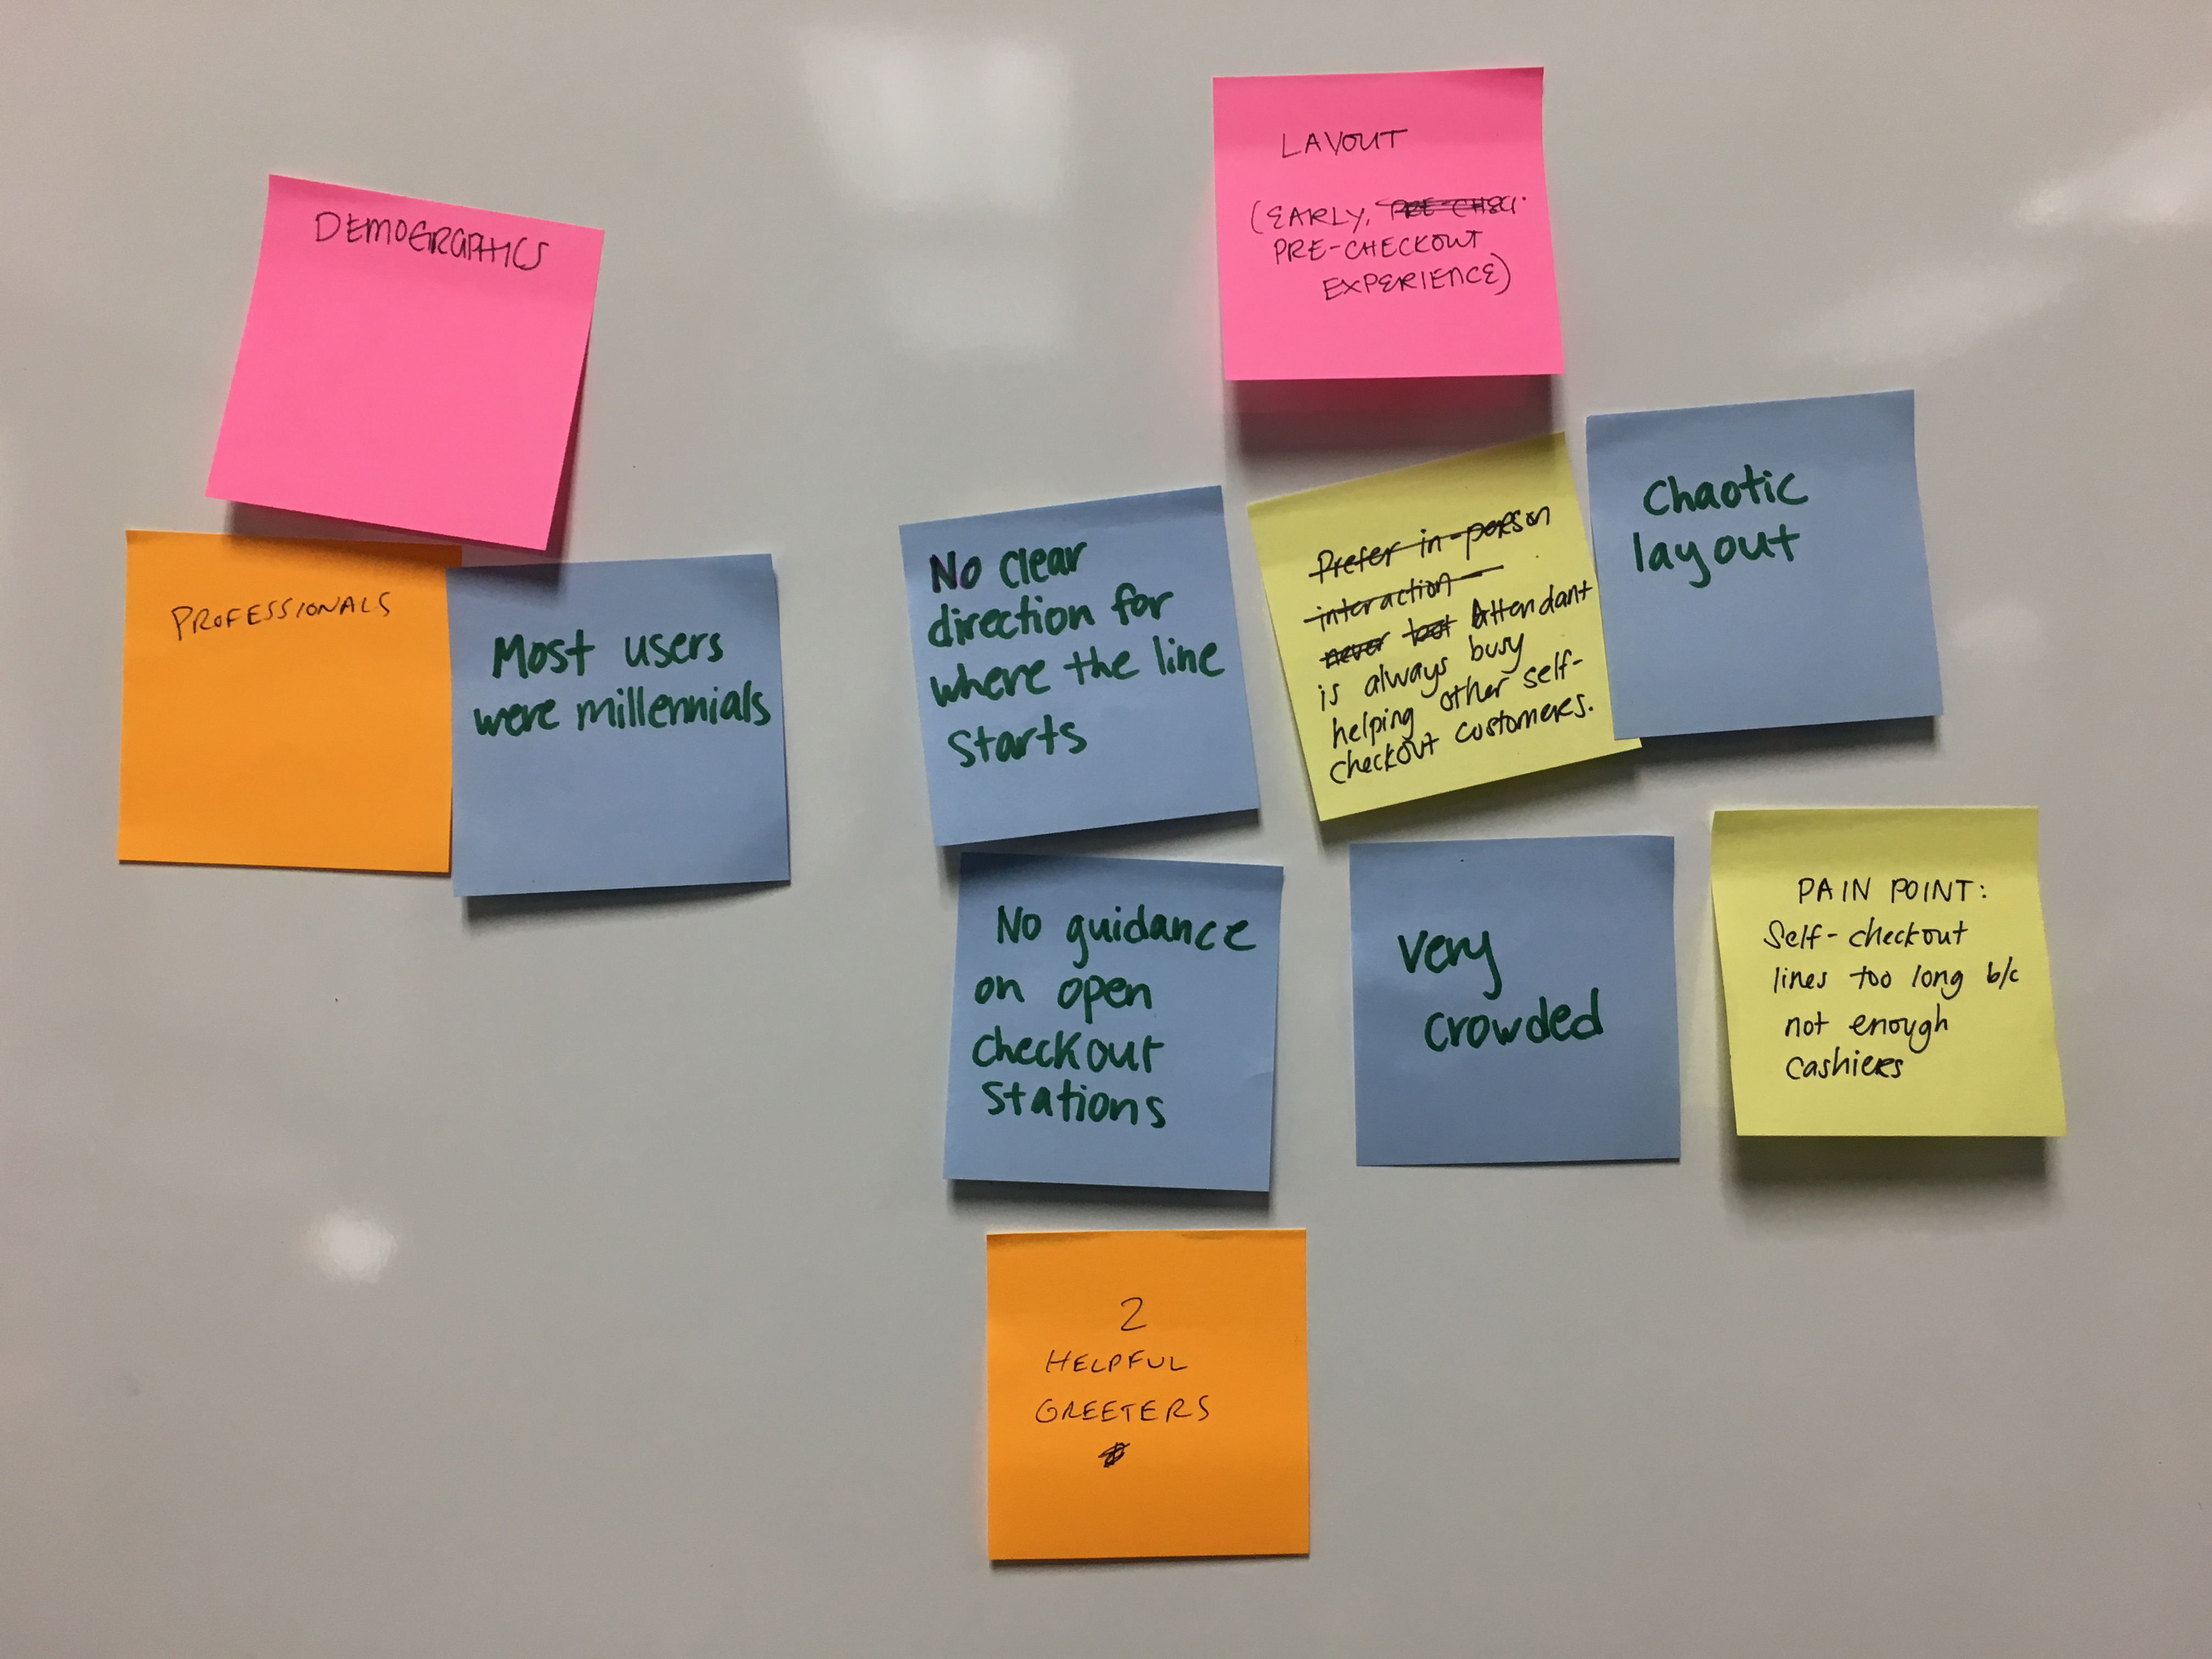 DEMOGRAPHICS
PROFESSIONALS
Most users
were millennials
LAYOUT
(EARLY, PRE-CHEC
PRE-CHECKOUT
EXPERIENCE)
No clear
direction for
where the line
starts
Prefer in-person
interaction
never Attendant
is always busy
helping other self-
checkout customers.
Chaotic
layout
No guidance
on open
checkout
stations
very
crowded
PAIN POINT:
Self-checkout
lines too long b/c
not enough
cashiers
2
HELPFUL
GREETERS